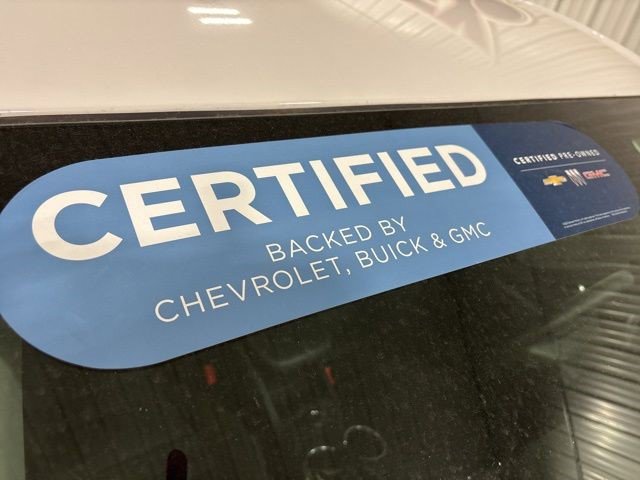 CERTIFIED
BACKED BY
CHEVROLET, BUICK & GMC
CERTIFIED PRE-OWNED
GMC